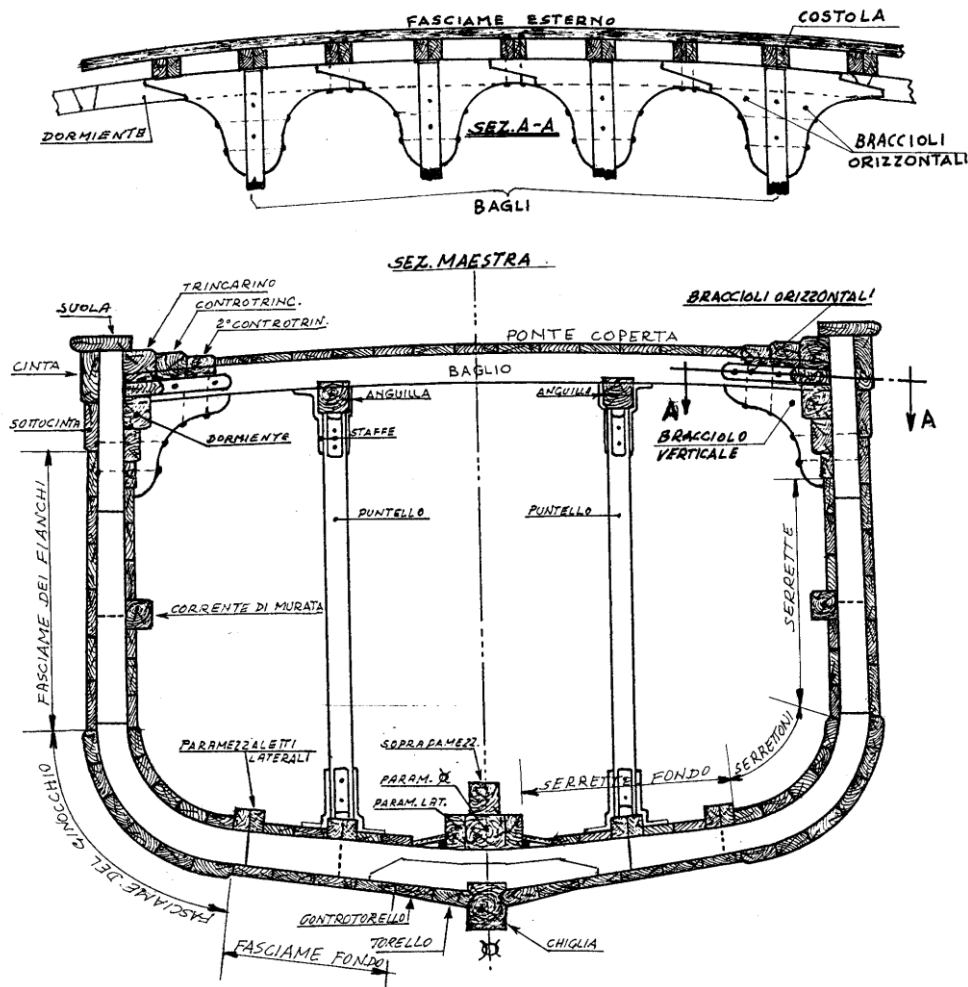 FASCIAME ESTERNO
COSTOLA
DORMIENTE
SEZ. A-A
BRACCIOLI
ORIZZONTALI
BAGLI
SEZ. MAESTRA
TRINCARINO
SUOLA
CONTROTRINC.
2° CONTROTRIN.
BRACCIOLI ORIZZONTALI
PONTE COPERTA
CINTA
BAGLIO
ANGUILLA
ANGUILLA
A
A
SOTTOCINTA
DORMIENTE
STAFFE
BRACCIOLO
VERTICALE
PUNTELLO
PUNTELLO
FASCIAME DEI FIANCHI
SERRETTE
CORRENTE DI MURATA
PARAMEZZALETTI
LATERALI
SOPRAPAMEZZ.
SERRETTONI
PARAM.
SERRETTE FONDO
PARAM. LAT.
FASCIAME DEL GINOCCHIO
CONTROTORELLO
TORELLO
CHIGLIA
FASCIAME FONDO